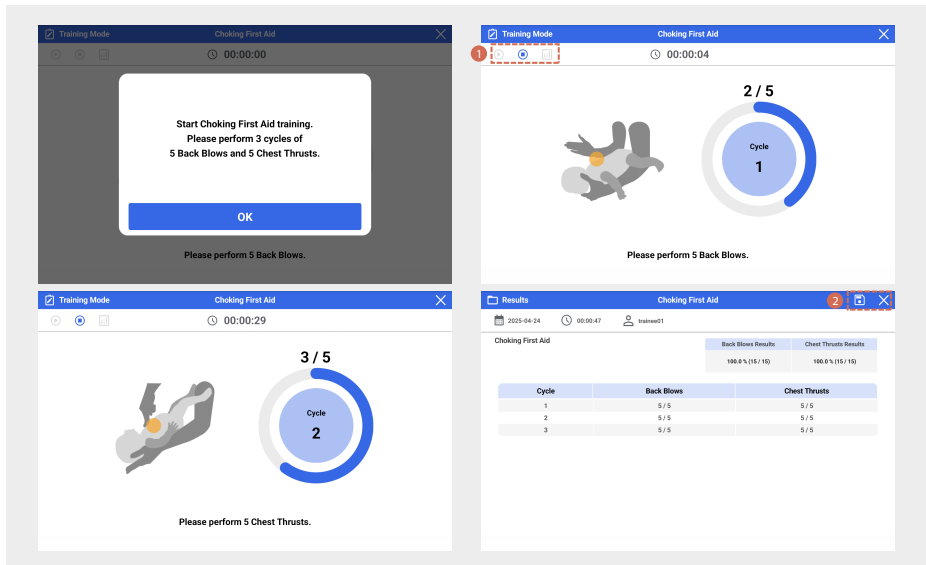 Training Mode
Choking First Aid
00:00:00
Start Choking First Aid training.
Please perform 3 cycles of
5 Back Blows and 5 Chest Thrusts.
OK
Please perform 5 Back Blows.
Training Mode
Choking First Aid
1
00:00:04
2 / 5
Cycle
1
Please perform 5 Back Blows.
Training Mode
Choking First Aid
00:00:29
3 / 5
Cycle
2
Please perform 5 Chest Thrusts.
Results
Choking First Aid
2
2025-04-24
00:00:47
trainee01
Choking First Aid
Back Blows Results Chest Thrusts Results
100.0 % (15 / 15) 100.0 % (15 / 15)
Cycle Back Blows Chest Thrusts
1 5 / 5 5 / 5
2 5 / 5 5 / 5
3 5 / 5 5 / 5